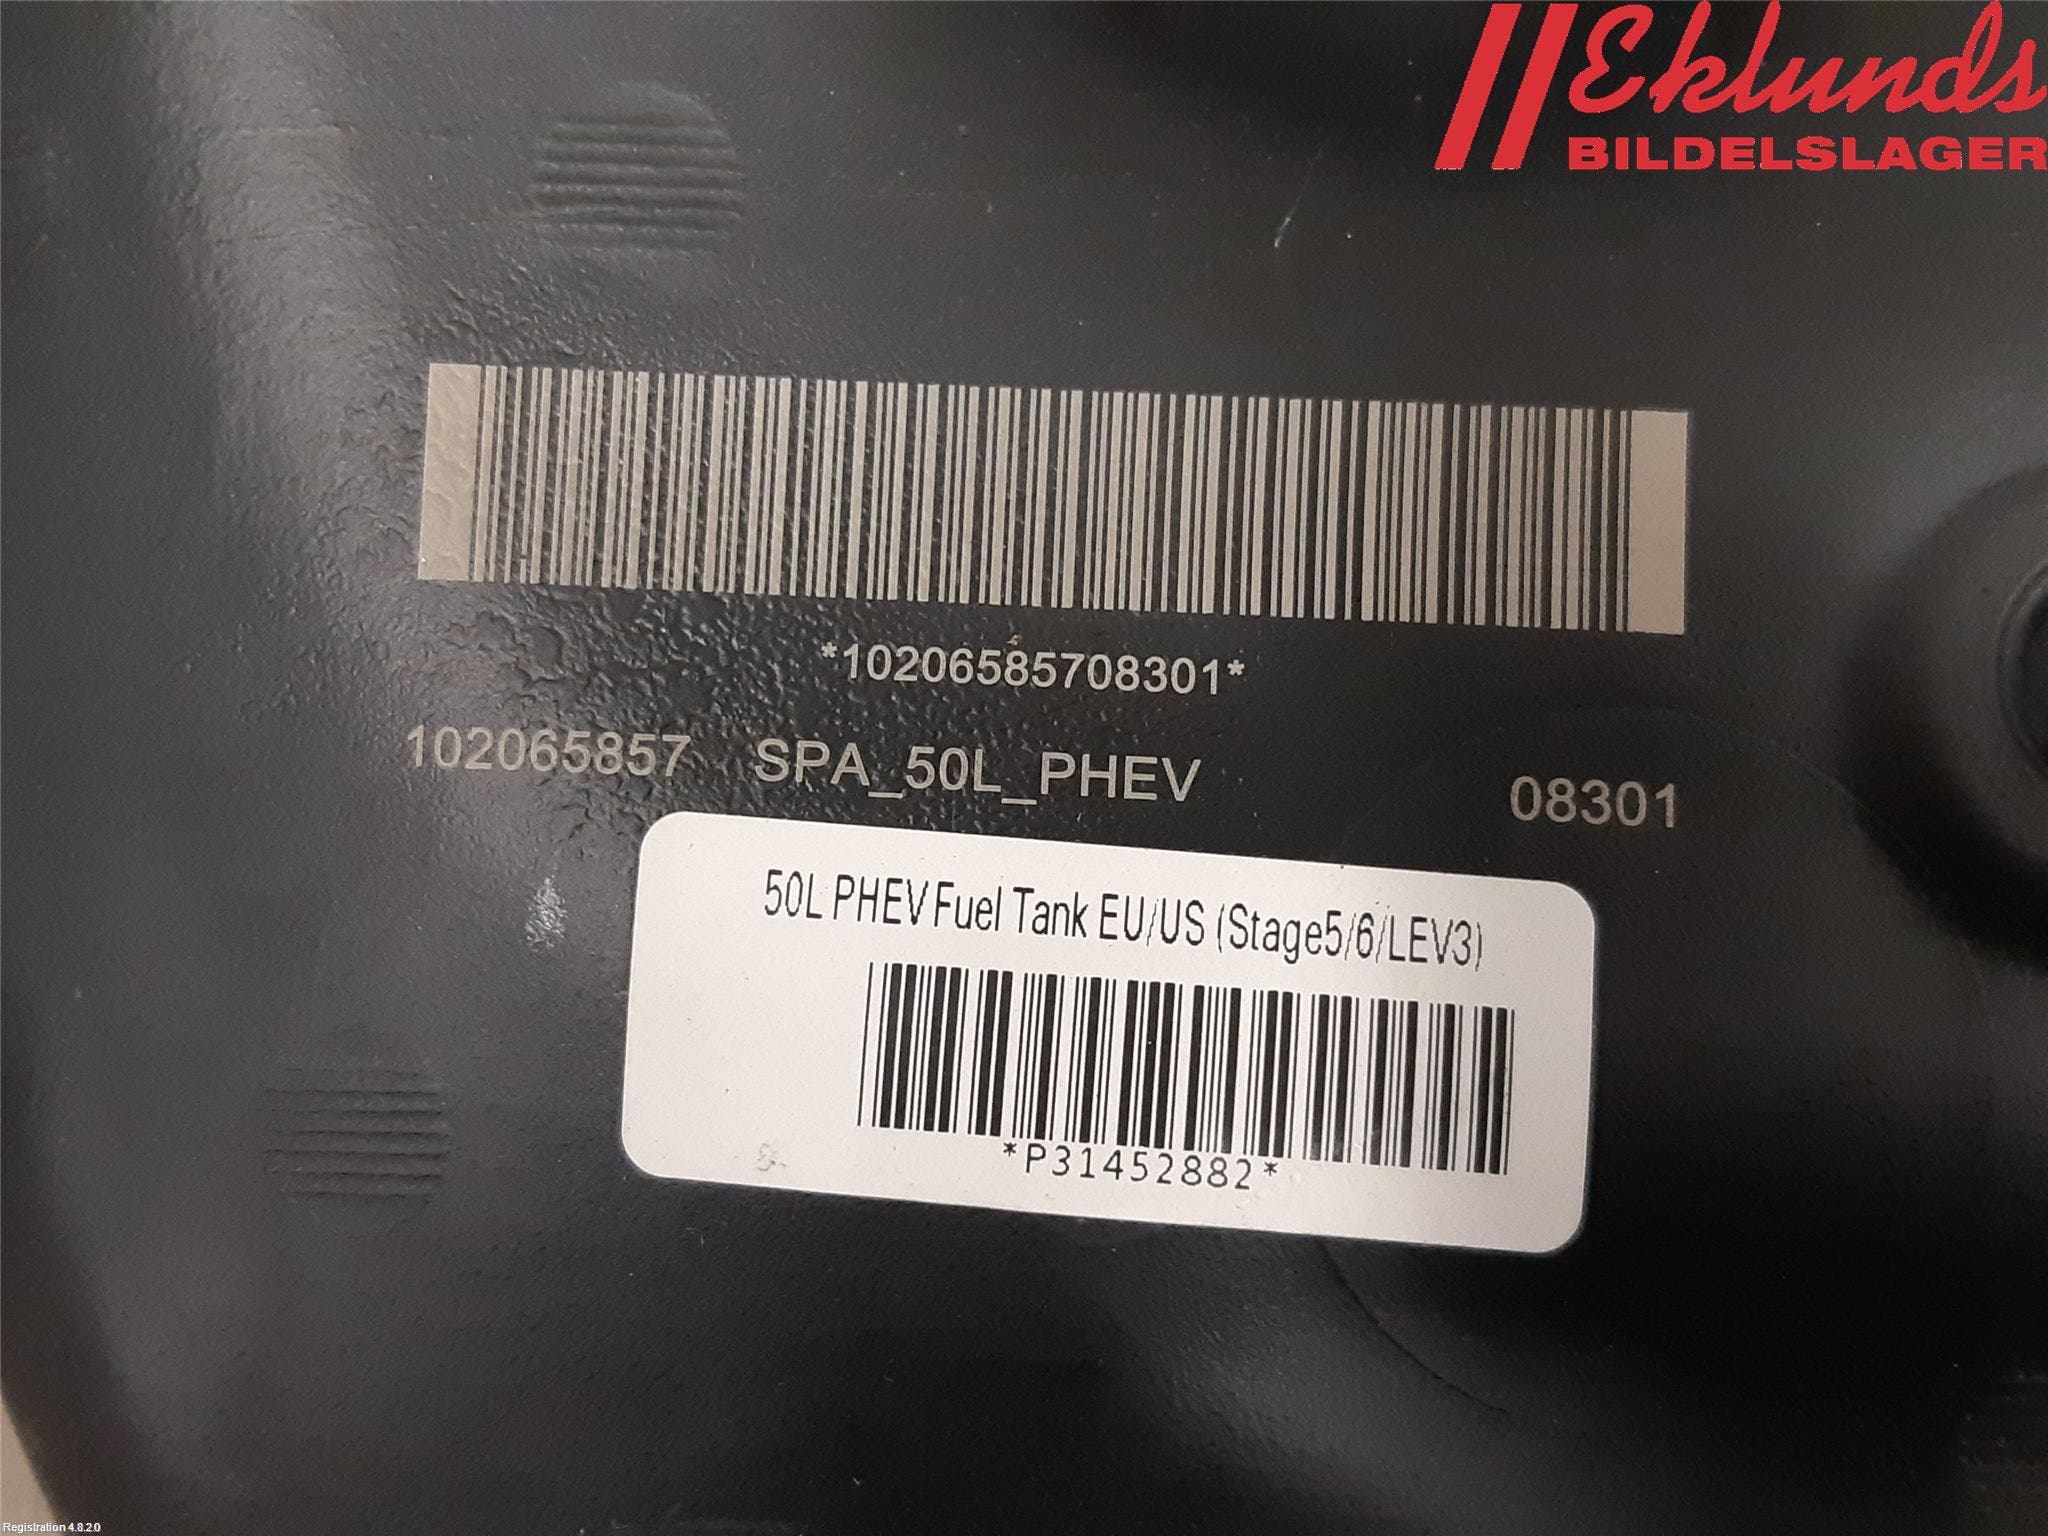 Eklunds
BILDELSLAGER
*10206585708301*
102065857 SPA_50L_PHEV 08301
50L PHEV Fuel Tank EU/US (Stage5/6/LEV3)
*P31452882*
Registration 4.8.2.0